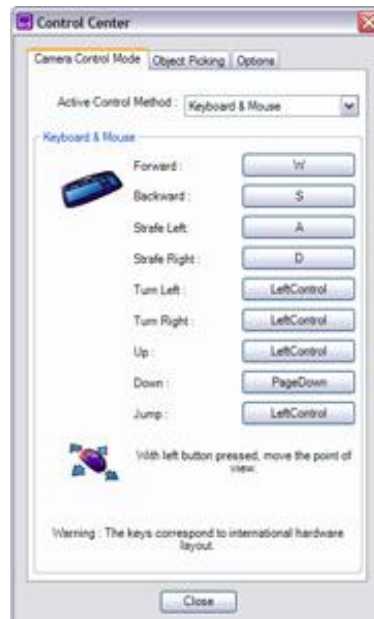 Control Center
Camera Control Mode Object Picking Options
Active Control Method : Keyboard & Mouse
Keyboard & Mouse
Forward : W
Backward : S
Strafe Left: A
Strafe Right : D
Turn Left : LeftControl
Turn Right : LeftControl
Up : LeftControl
Down : PageDown
Jump : LeftControl
With left button pressed, move the point of
view.
Warning : The keys correspond to international hardware
layout.
Close